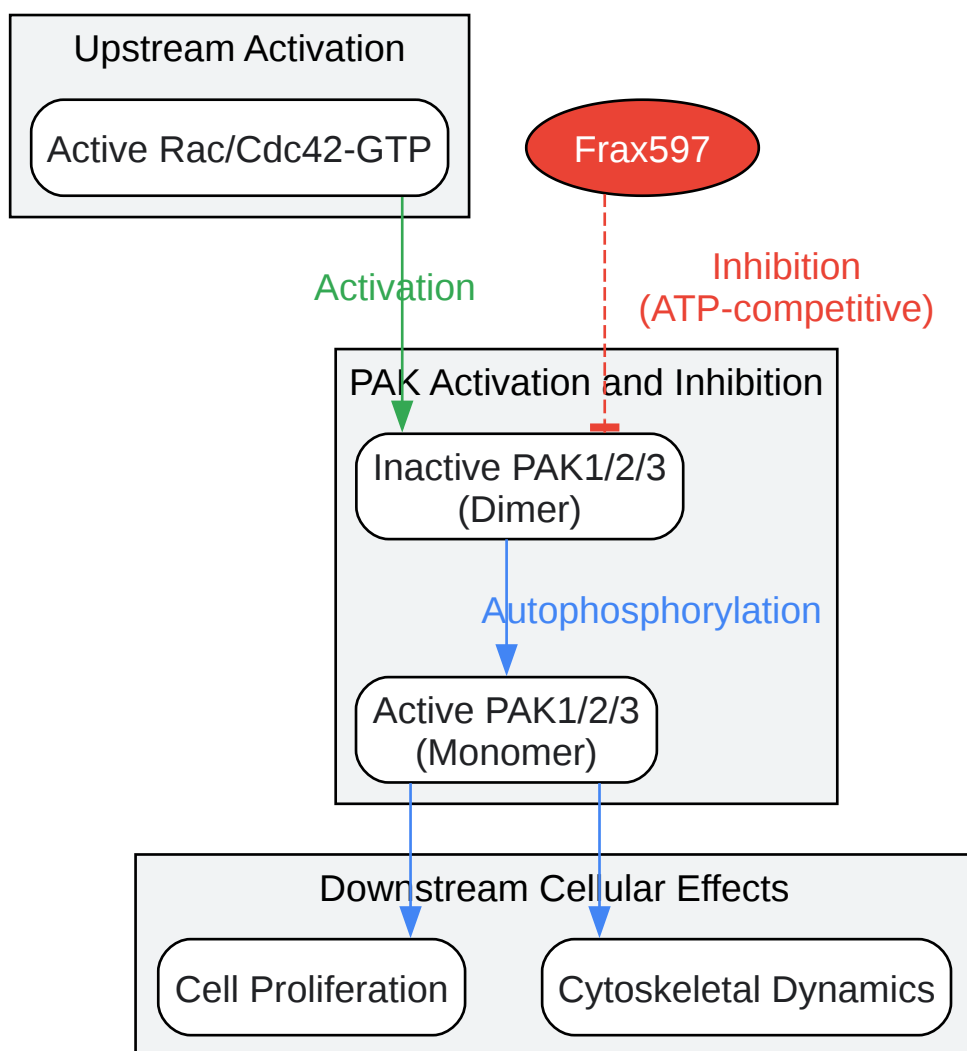 Upstream Activation
Active Rac/Cdc42-GTP
Frax597
Activation
Inhibition
(ATP-competitive)
PAK Activation and Inhibition
Inactive PAK1/2/3
(Dimer)
Autophosphorylation
Active PAK1/2/3
(Monomer)
Downstream Cellular Effects
Cell Proliferation
Cytoskeletal Dynamics